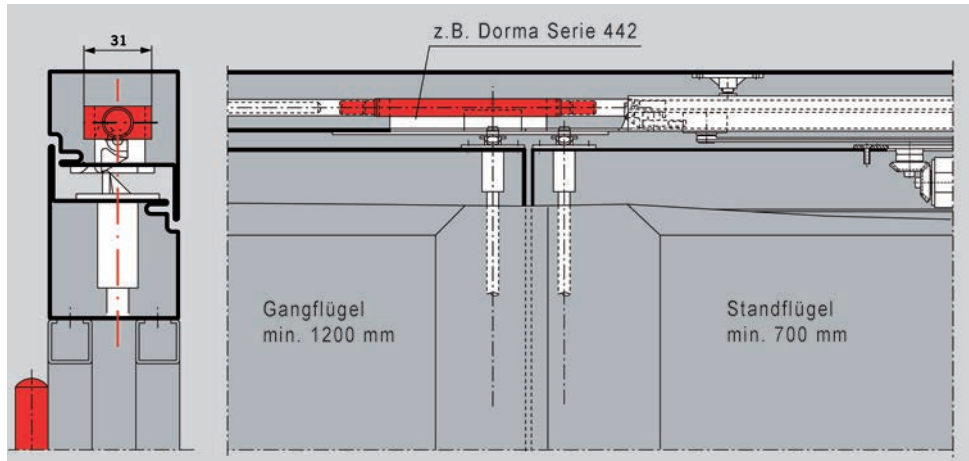 31
z.B. Dorma Serie 442
Gangflügel
min. 1200 mm
Standflügel
min. 700 mm